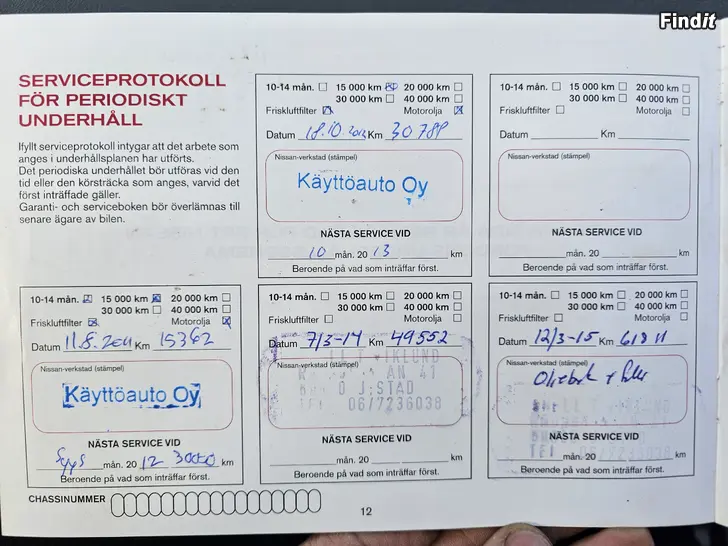 Findit
SERVICEPROTOKOLL
FÖR PERIODISKT
UNDERHÅLL
Ifyllt serviceprotokoll intygar att det arbete som
anges i underhållsplanen har utförts.
Det periodiska underhållet bör utföras vid den
tid eller den körsträcka som anges, varvid det
först inträffade gäller.
Garanti- och serviceboken bör överlämnas till
senare ägare av bilen.
10-14 mån. 15 000 km 20 000 km
30 000 km 40 000 km
Friskluftfilter Motorolja
Datum 18.10.2012 Km 30789
Nissan-verkstad (stämpel)
Käyttöauto Oy
NÄSTA SERVICE VID
10 mån. 20 13 km
Beroende på vad som inträffar först.
10-14 mån. 15 000 km 20 000 km
30 000 km 40 000 km
Friskluftfilter Motorolja
Datum Km
Nissan-verkstad (stämpel)
NÄSTA SERVICE VID
mån. 20 km
Beroende på vad som inträffar först.
10-14 mån. 15 000 km 20 000 km
30 000 km 40 000 km
Friskluftfilter Motorolja
Datum 11.8.2011 Km 15362
Nissan-verkstad (stämpel)
Käyttöauto Oy
NÄSTA SERVICE VID
Syys mån. 20 12 30000 km
Beroende på vad som inträffar först.
10-14 mån. 15 000 km 20 000 km
30 000 km 40 000 km
Friskluftfilter Motorolja
Datum 7/3-14 Km 49552
Nissan-verkstad (stämpel)
AN 41
J:STAD
06/7236038
NÄSTA SERVICE VID
mån. 20 km
Beroende på vad som inträffar först.
10-14 mån. 15 000 km 20 000 km
30 000 km 40 000 km
Friskluftfilter Motorolja
Datum 12/3-15 Km 61811
Nissan-verkstad (stämpel)
NÄSTA SERVICE VID
mån. 20 km
Beroende på vad som inträffar först.
CHASSINUMMER
12